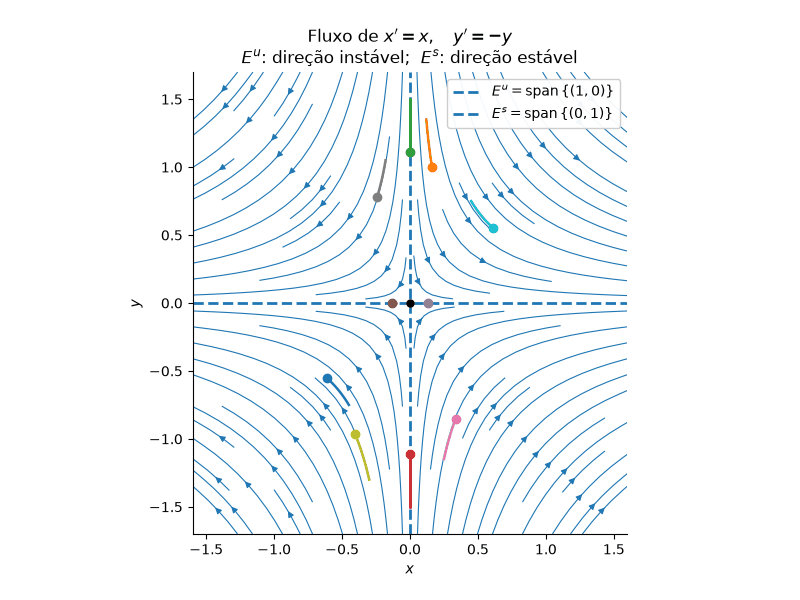 Fluxo de x′ = x, y′ = −y
Eᵘ: direção instável; Eˢ: direção estável
Eᵘ = span {(1, 0)}
Eˢ = span {(0, 1)}
1.5
1.0
0.5
0.0
−0.5
−1.0
−1.5
y
−1.5 −1.0 −0.5 0.0 0.5 1.0 1.5
x